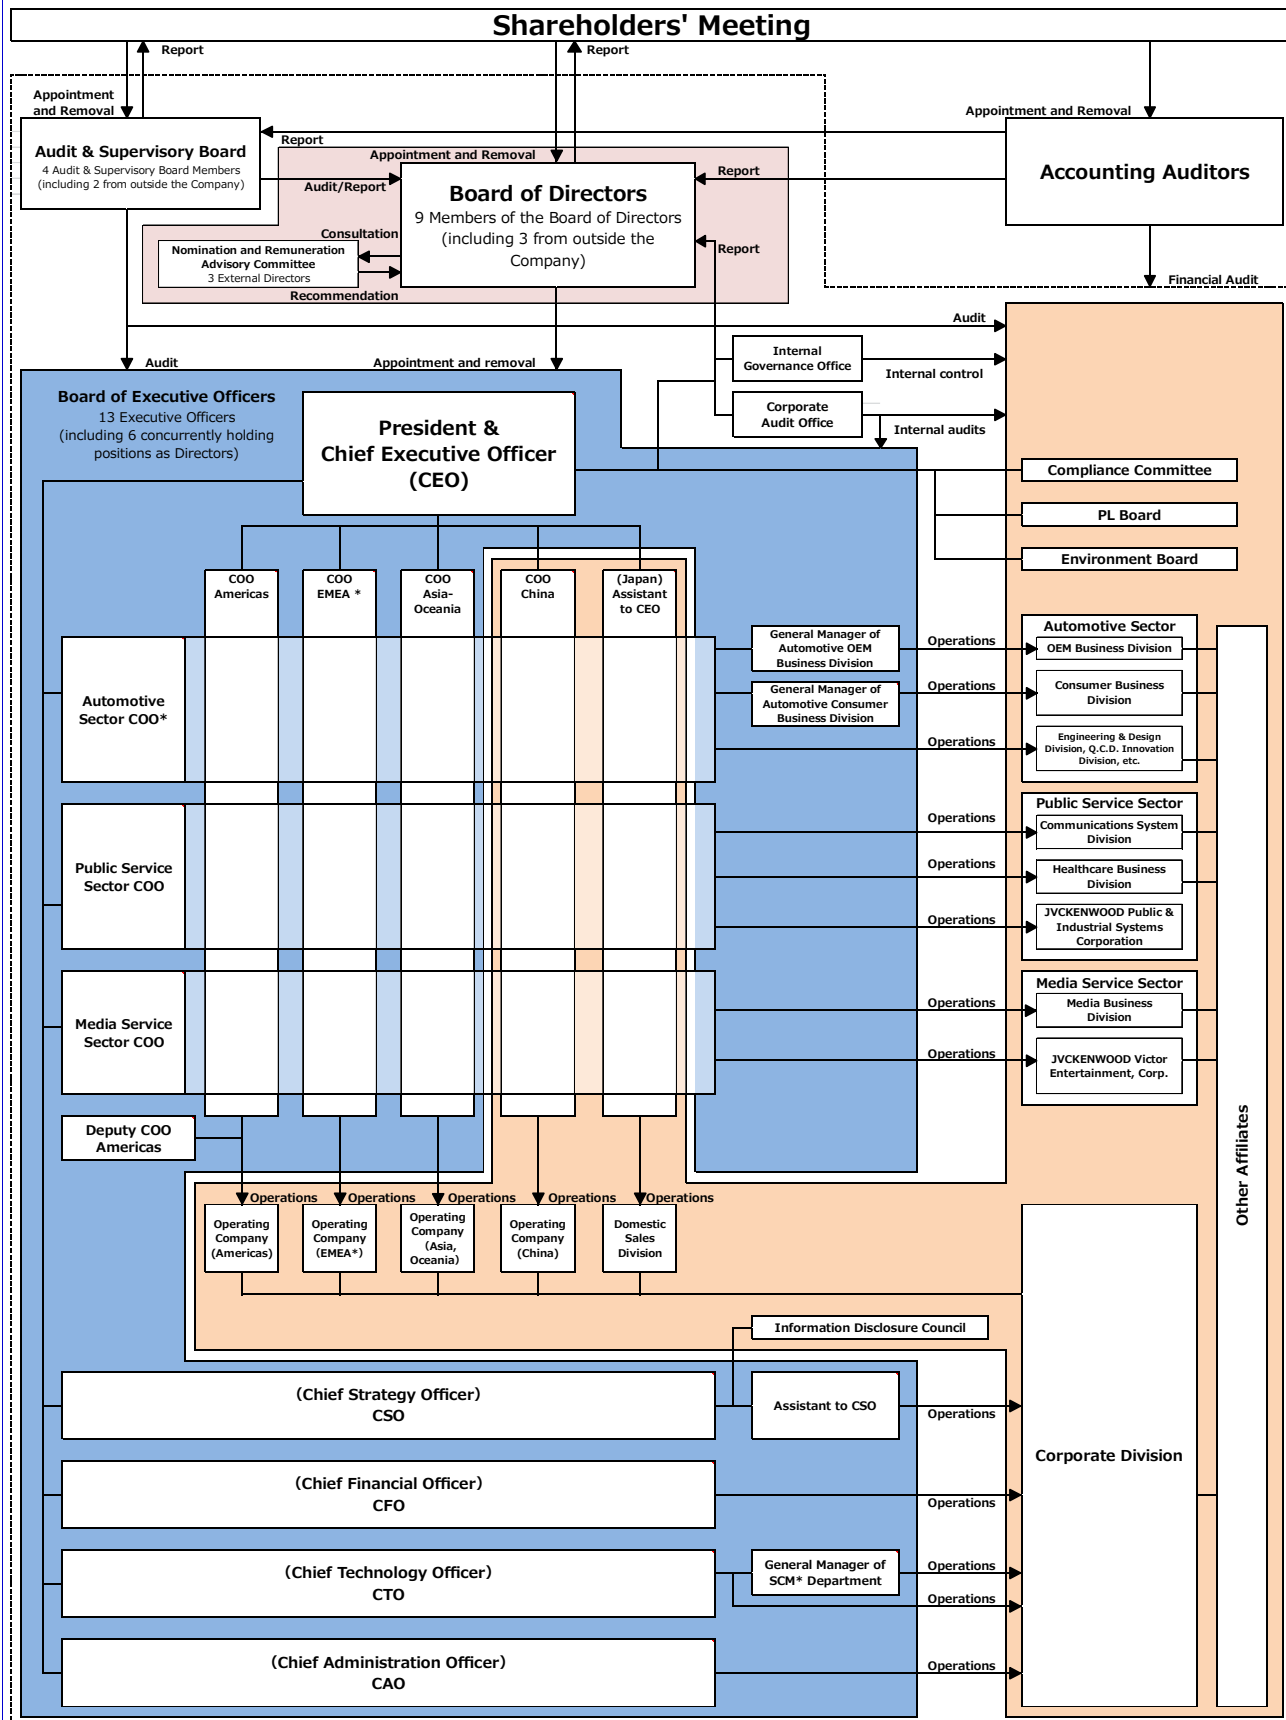 Shareholders' Meeting
Report
Report
Appointment
and Removal
Appointment and Removal
Audit & Supervisory Board
4 Audit & Supervisory Board Members
(including 2 from outside the Company)
Report
Appointment and Removal
Audit/Report
Board of Directors
9 Members of the Board of Directors
(including 3 from outside the
Company)
Report
Accounting Auditors
Consultation
Nomination and Remuneration
Advisory Committee
3 External Directors
Recommendation
Report
Financial Audit
Audit
Audit
Appointment and removal
Internal
Governance Office
Internal control
Corporate
Audit Office
Internal audits
Board of Executive Officers
13 Executive Officers
(including 6 concurrently holding
positions as Directors)
President &
Chief Executive Officer
(CEO)
Compliance Committee
PL Board
Environment Board
COO
Americas
COO
EMEA *
COO
Asia-
Oceania
COO
China
(Japan)
Assistant
to CEO
Automotive
Sector COO*
General Manager of
Automotive OEM
Business Division
Operations
General Manager of
Automotive Consumer
Business Division
Operations
Operations
Automotive Sector
OEM Business Division
Consumer Business
Division
Engineering & Design
Division, Q.C.D. Innovation
Division, etc.
Public Service
Sector COO
Operations
Operations
Operations
Public Service Sector
Communications System
Division
Healthcare Business
Division
JVCKENWOOD Public &
Industrial Systems
Corporation
Media Service
Sector COO
Operations
Operations
Media Service Sector
Media Business
Division
JVCKENWOOD Victor
Entertainment, Corp.
Other Affiliates
Deputy COO
Americas
Operations
Operations
Operations
Opreations
Operations
Operating
Company
(Americas)
Operating
Company
(EMEA*)
Operating
Company
(Asia,
Oceania)
Operating
Company
(China)
Domestic
Sales
Division
Information Disclosure Council
(Chief Strategy Officer)
CSO
Assistant to CSO
Operations
Corporate Division
(Chief Financial Officer)
CFO
Operations
(Chief Technology Officer)
CTO
General Manager of
SCM* Department
Operations
Operations
(Chief Administration Officer)
CAO
Operations